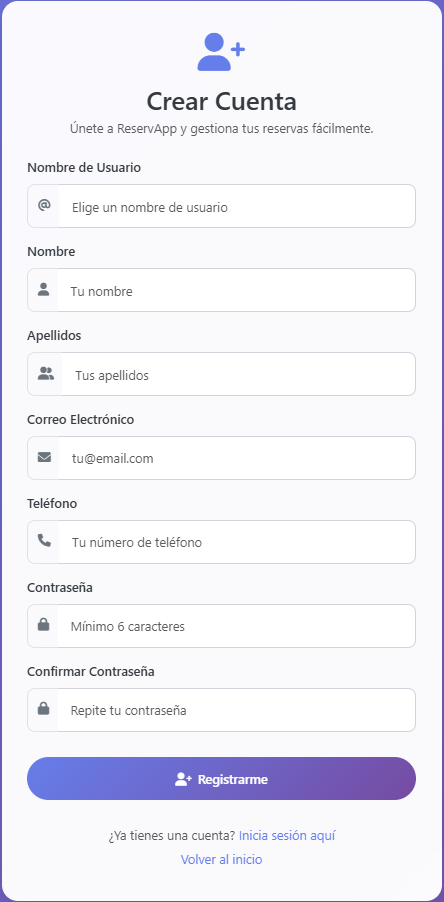 Crear Cuenta
Únete a ReservApp y gestiona tus reservas fácilmente.
Nombre de Usuario
@ Elige un nombre de usuario
Nombre
Tu nombre
Apellidos
Tus apellidos
Correo Electrónico
tu@email.com
Teléfono
Tu número de teléfono
Contraseña
Mínimo 6 caracteres
Confirmar Contraseña
Repite tu contraseña
Registrarme
¿Ya tienes una cuenta? Inicia sesión aquí
Volver al inicio